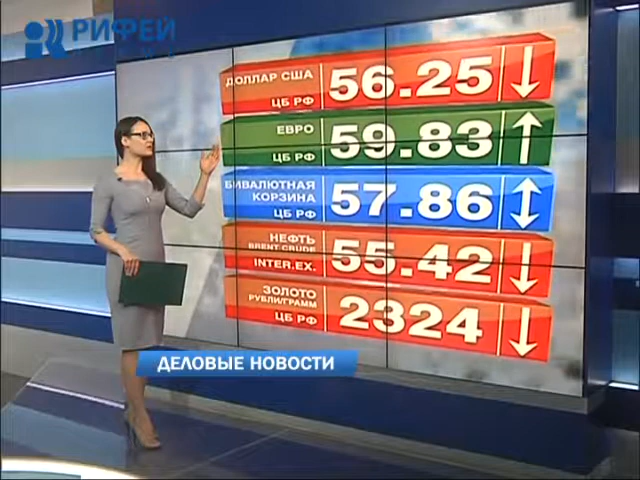 РИФЕЙ
ДОЛЛАР США
ЦБ РФ
56.25
ЕВРО
ЦБ РФ
59.83
БИВАЛЮТНАЯ
КОРЗИНА
ЦБ РФ
57.86
НЕФТЬ
BRENT CRUDE
INTER.EX.
55.42
ЗОЛОТО
РУБЛИ/ГРАММ
ЦБ РФ
2324
ДЕЛОВЫЕ НОВОСТИ